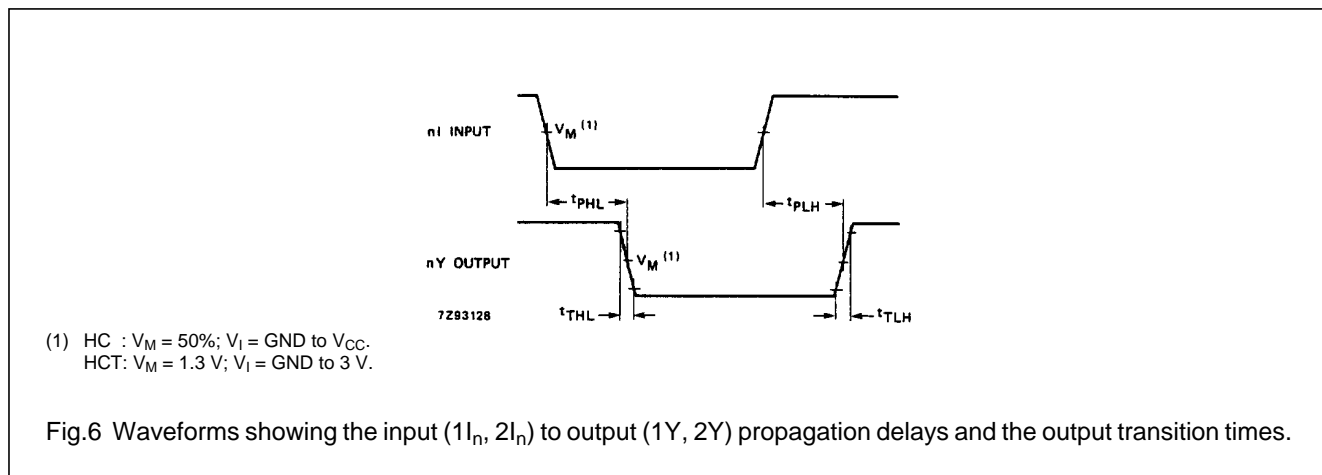 nI INPUT
VM (1)
tPHL
tPLH
nY OUTPUT
VM (1)
7Z93128
tTHL
tTLH
(1) HC : VM = 50%; VI = GND to VCC.
HCT: VM = 1.3 V; VI = GND to 3 V.
Fig.6 Waveforms showing the input (1In, 2In) to output (1Y, 2Y) propagation delays and the output transition times.